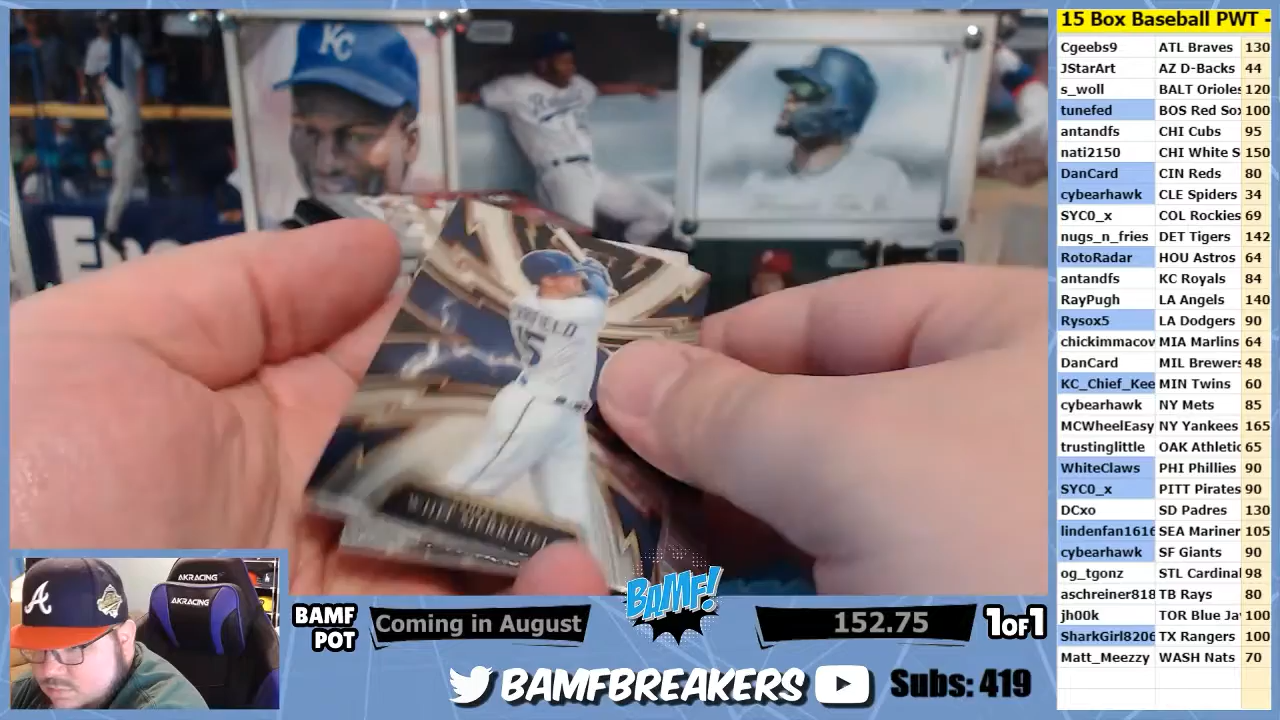 15 Box Baseball PWT -
Cgeebs9 ATL Braves 130
JStarArt AZ D-Backs 44
s_woll BALT Orioles 120
tunefed BOS Red Sox 100
antandfs CHI Cubs 95
nati2150 CHI White S 150
DanCard CIN Reds 80
cybearhawk CLE Spiders 34
SYC0_x COL Rockies 69
nugs_n_fries DET Tigers 142
RotoRadar HOU Astros 64
antandfs KC Royals 84
RayPugh LA Angels 140
Rysox5 LA Dodgers 90
chickimmacov MIA Marlins 64
DanCard MIL Brewers 48
KC_Chief_Kee MIN Twins 60
cybearhawk NY Mets 85
MCWheelEasy NY Yankees 165
trustinglittle OAK Athletic 65
WhiteClaws PHI Phillies 90
SYC0_x PITT Pirates 90
DCxo SD Padres 130
lindenfan1616 SEA Mariner 105
cybearhawk SF Giants 90
og_tgonz STL Cardinal 98
aschreiner818 TB Rays 80
jh00k TOR Blue Ja 100
SharkGirl8206 TX Rangers 100
Matt_Meezzy WASH Nats 70
KC
15
WHIT MERRIFIEL
A
AKRACING
AKRACING
BAMF POT
Coming in August
BAMF!
152.75
1OF1
BAMFBREAKERS
Subs: 419